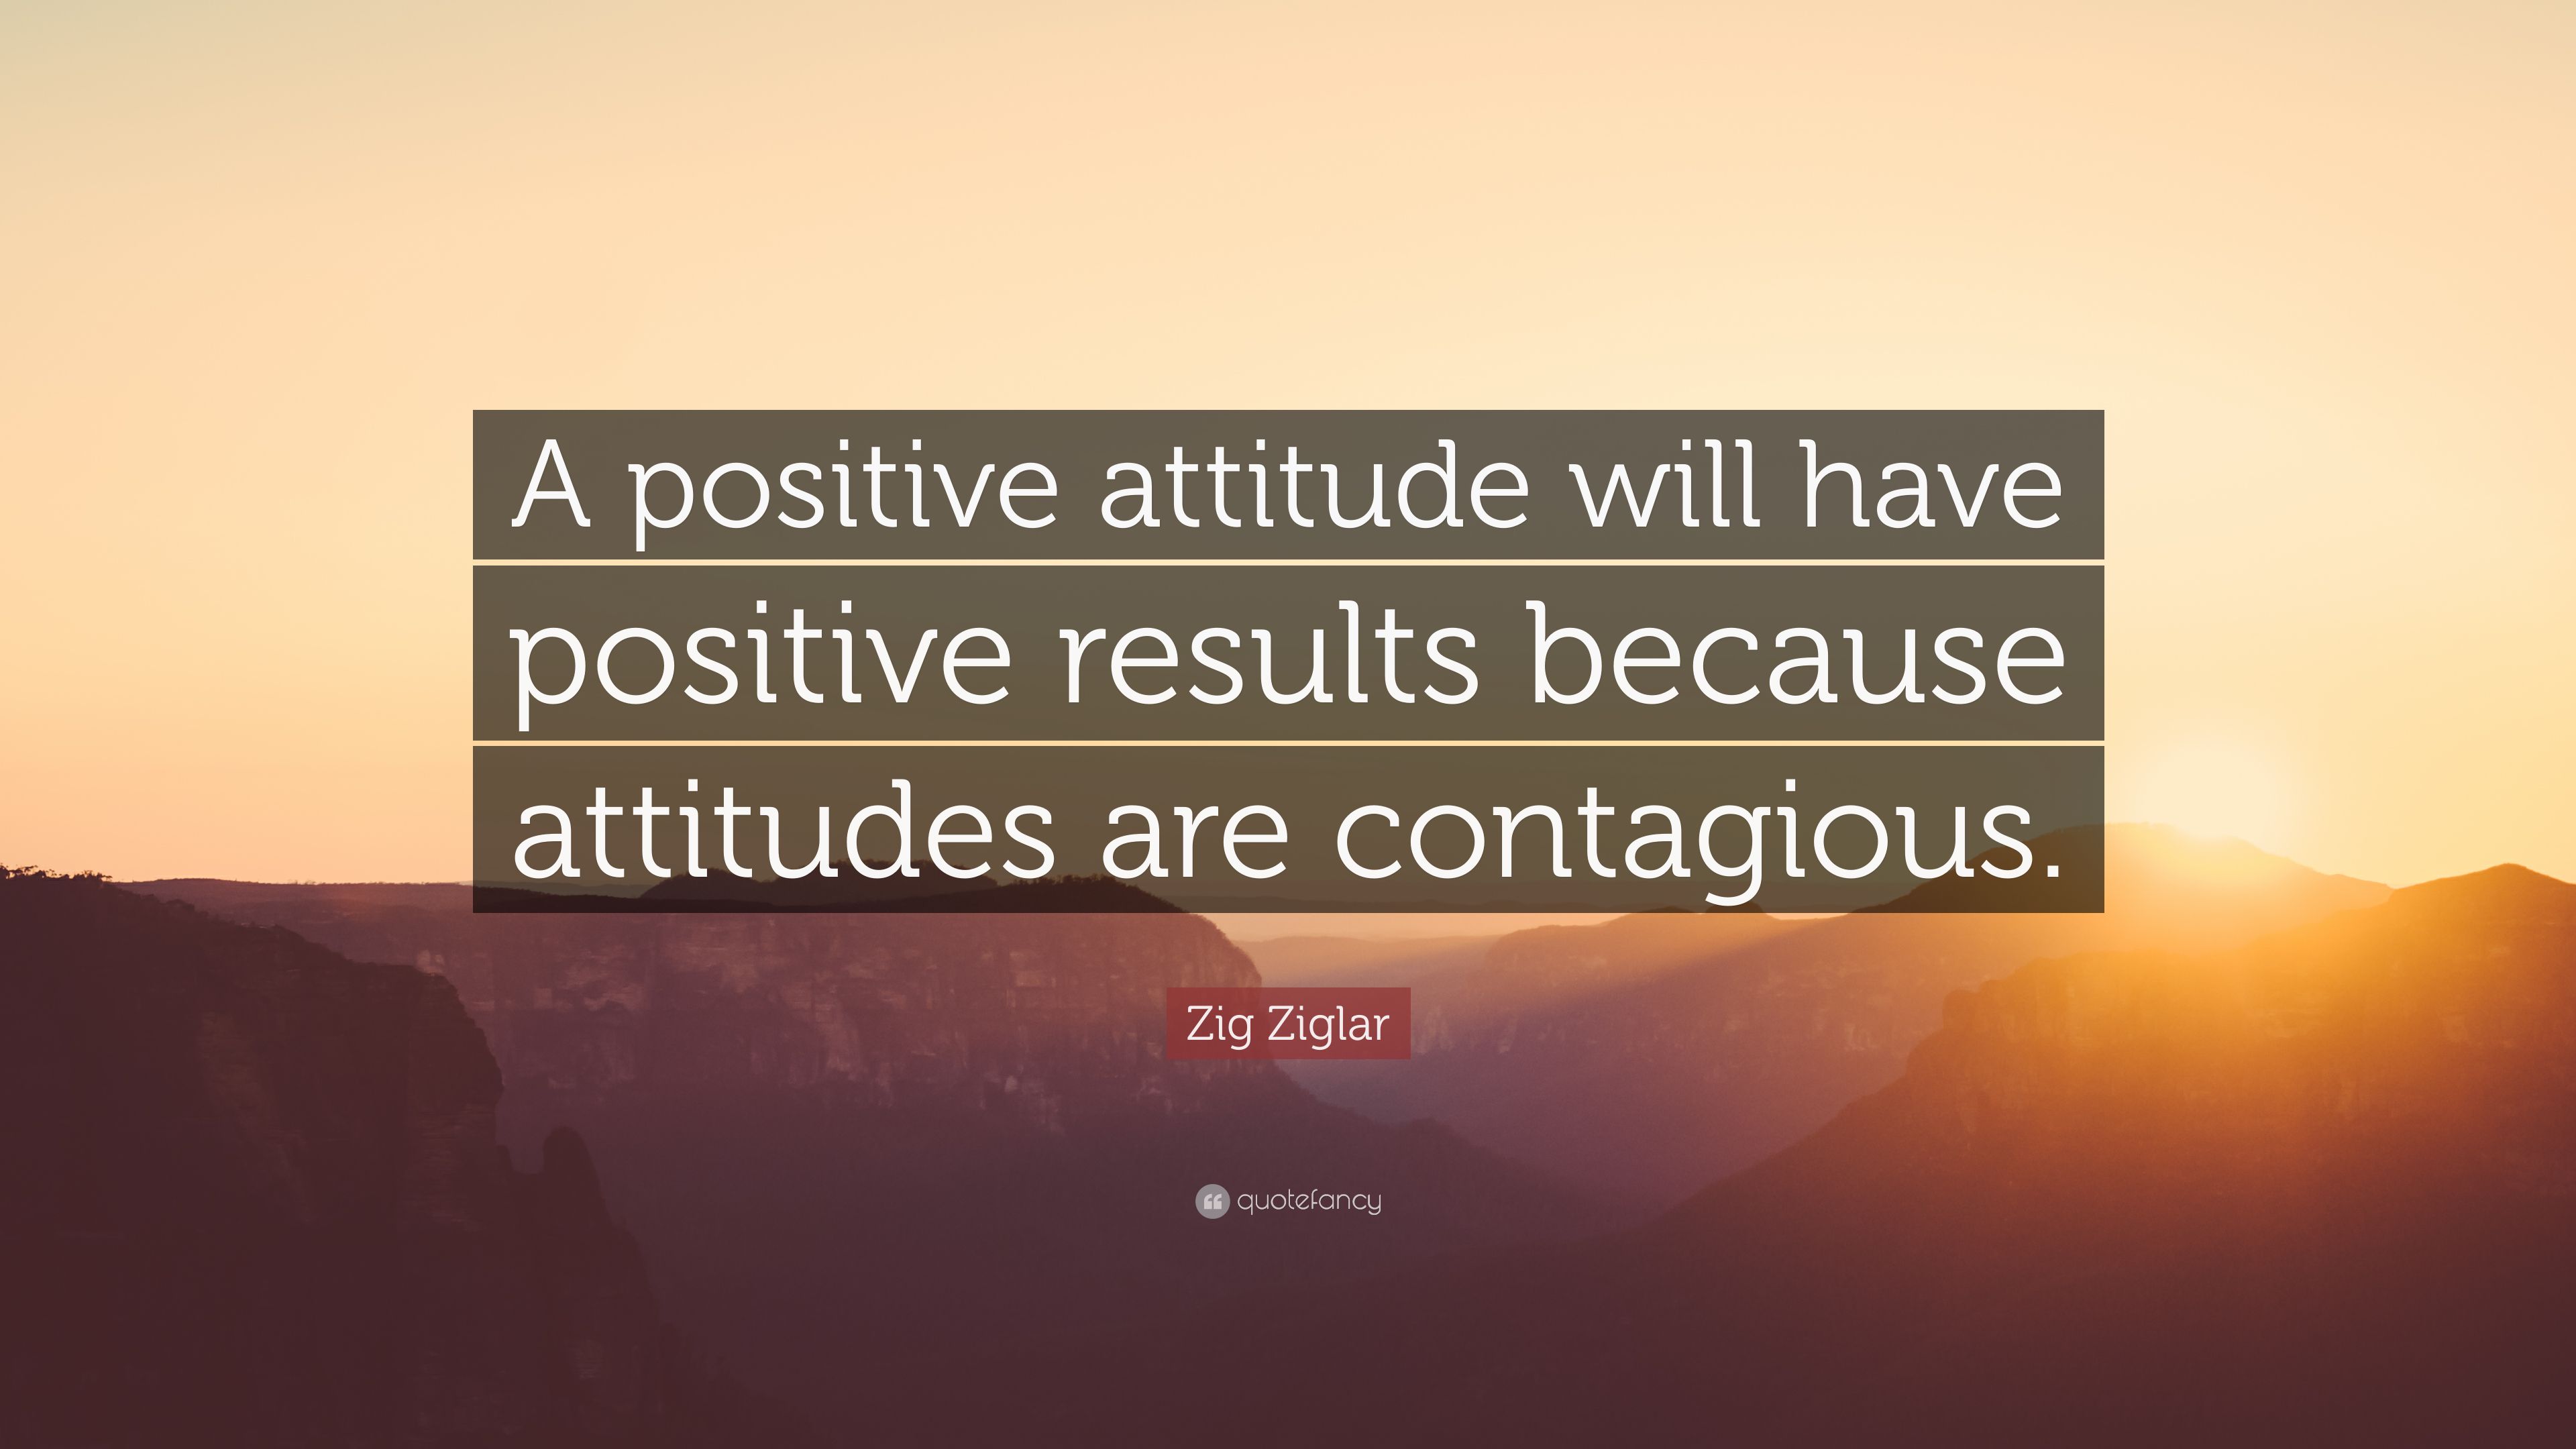 A positive attitude will have
positive results because
attitudes are contagious.
Zig Ziglar
quotefancy